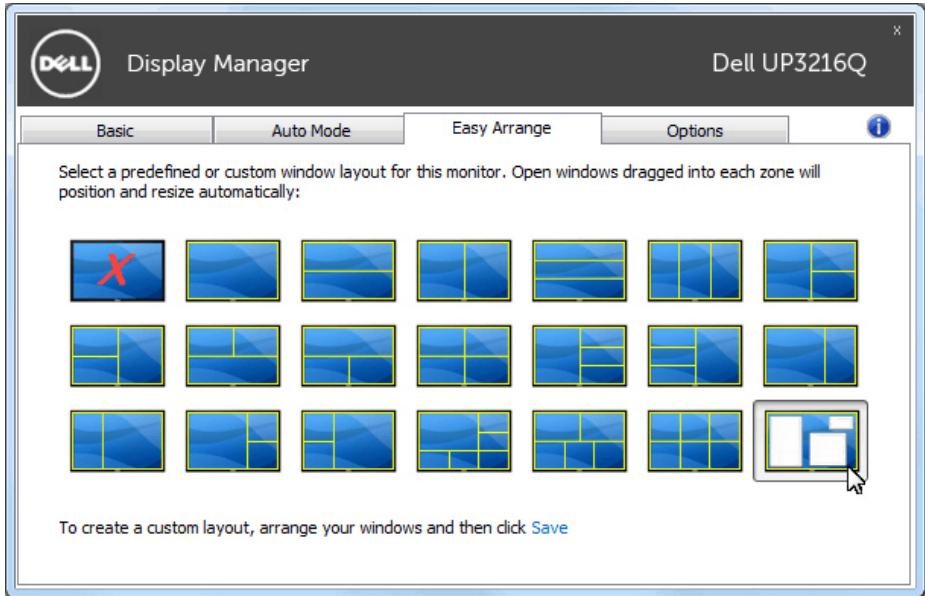 x
DELL
Display Manager
Dell UP3216Q
Basic
Auto Mode
Easy Arrange
Options
i
Select a predefined or custom window layout for this monitor. Open windows dragged into each zone will
position and resize automatically:
X
To create a custom layout, arrange your windows and then click Save